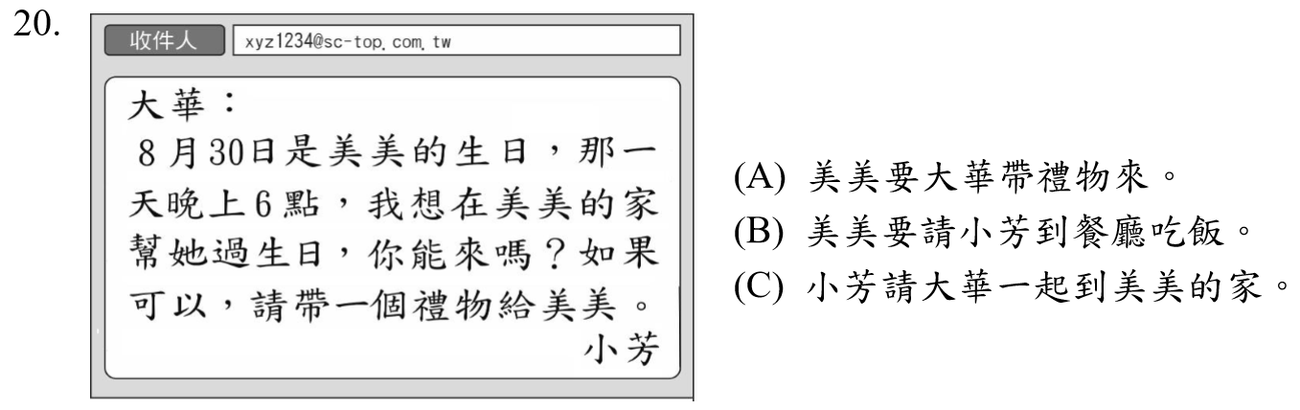 20.
收件人 xyz1234@sc-top.com.tw
大華：
8月30日是美美的生日，那一
天晚上6點，我想在美美的家
幫她過生日，你能來嗎？如果
可以，請帶一個禮物給美美。
小芳
(A) 美美要大華帶禮物來。
(B) 美美要請小芳到餐廳吃飯。
(C) 小芳請大華一起到美美的家。